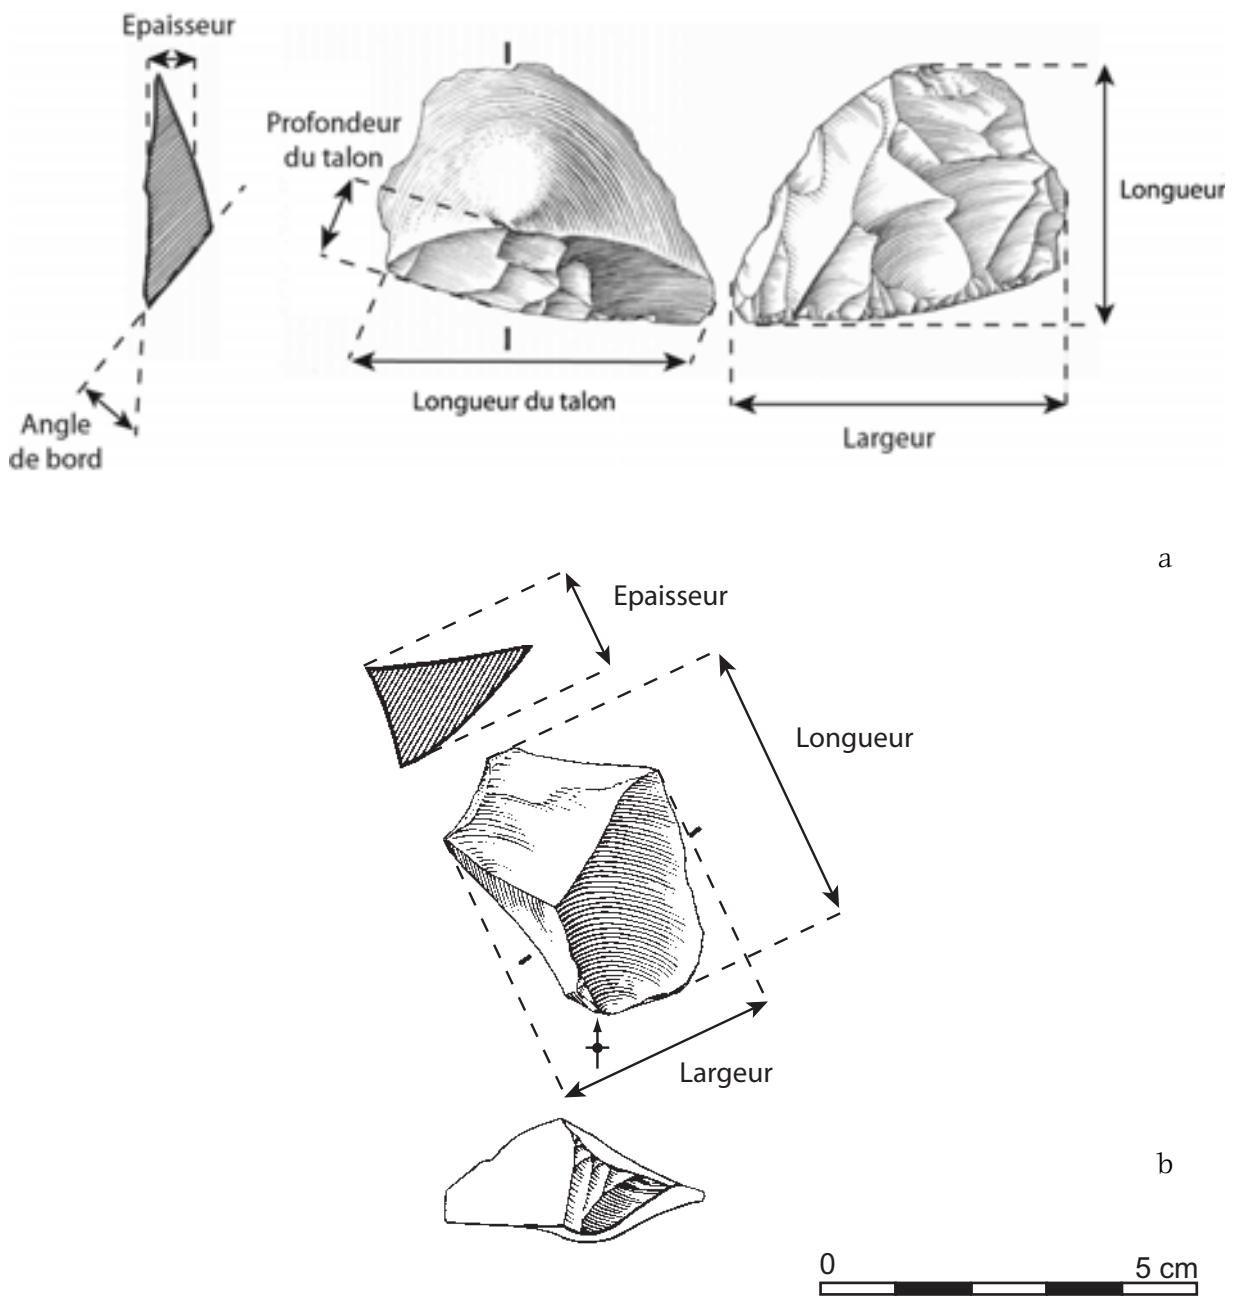 Epaisseur
Profondeur
du talon
Longueur
Angle
de bord
Longueur du talon
Largeur
a
Epaisseur
Longueur
Largeur
b
0 5 cm